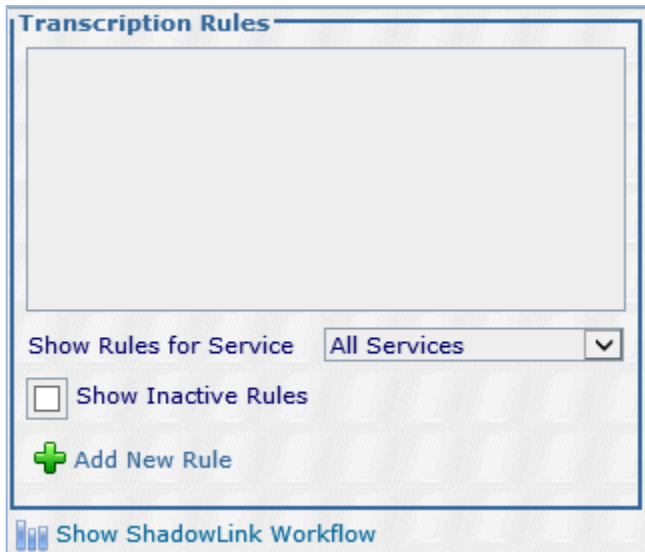 Transcription Rules
Show Rules for Service All Services
Show Inactive Rules
Add New Rule
Show ShadowLink Workflow